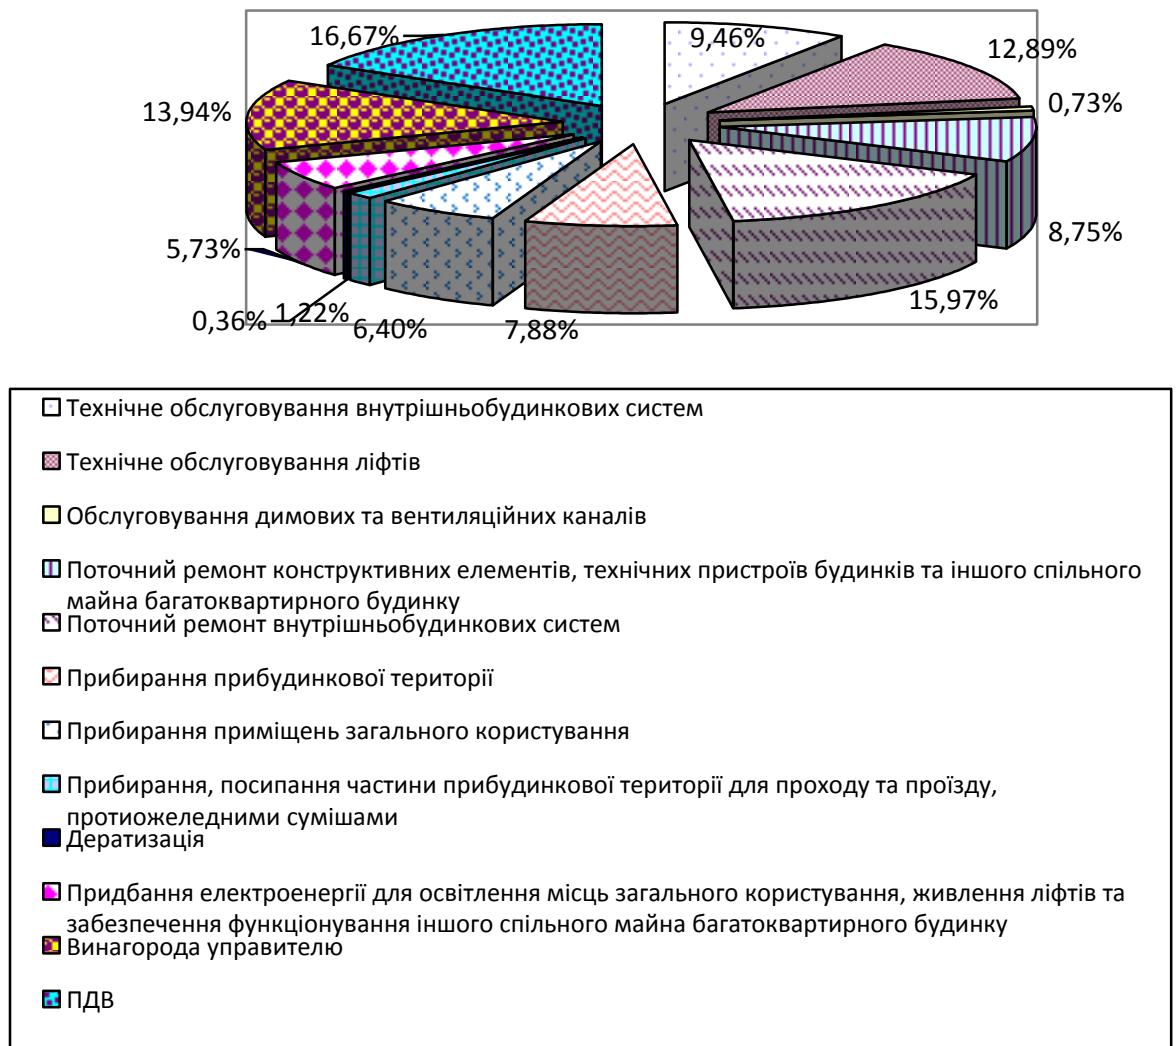 16,67%
9,46%
12,89%
13,94%
0,73%
5,73%
8,75%
0,36%
1,22%
6,40%
7,88%
15,97%
Технічне обслуговування внутрішньобудинкових систем
Технічне обслуговування ліфтів
Обслуговування димових та вентиляційних каналів
Поточний ремонт конструктивних елементів, технічних пристроїв будинків та іншого спільного
майна багатоквартирного будинку
Поточний ремонт внутрішньобудинкових систем
Прибирання прибудинкової території
Прибирання приміщень загального користування
Прибирання, посипання частини прибудинкової території для проходу та проїзду,
протиожеледними сумішами
Дератизація
Придбання електроенергії для освітлення місць загального користування, живлення ліфтів та
забезпечення функціонування іншого спільного майна багатоквартирного будинку
Винагорода управителю
ПДВ